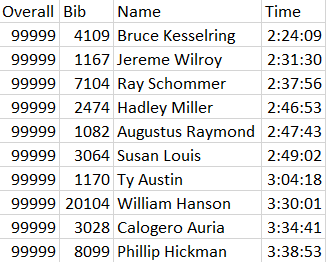 Overall Bib Name Time
99999 4109 Bruce Kesselring 2:24:09
99999 1167 Jereme Wilroy 2:31:30
99999 7104 Ray Schommer 2:37:56
99999 2474 Hadley Miller 2:46:53
99999 1082 Augustus Raymond 2:47:43
99999 3064 Susan Louis 2:49:02
99999 1170 Ty Austin 3:04:18
99999 20104 William Hanson 3:30:01
99999 3028 Calogero Auria 3:34:41
99999 8099 Phillip Hickman 3:38:53